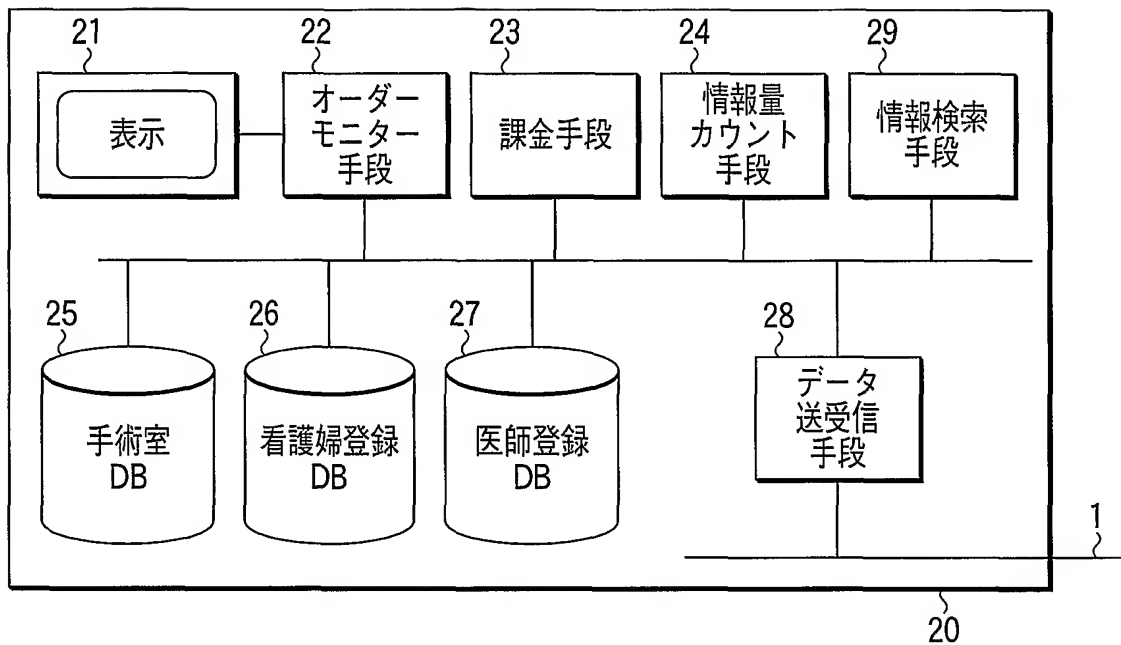 21
22
23
24
29
表示
オーダー
モニター
手段
課金手段
情報量
カウント
手段
情報検索
手段
25
26
27
28
手術室
DB
看護婦登録
DB
医師登録
DB
データ
送受信
手段
1
20